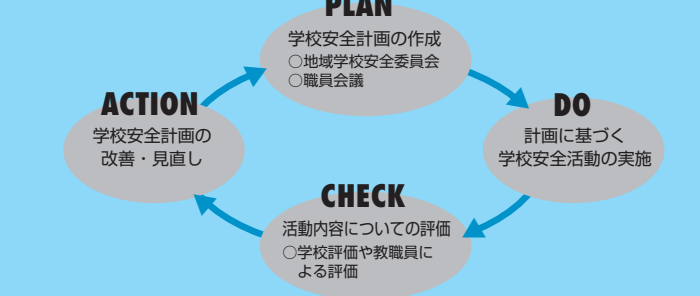 PLAN
学校安全計画の作成
○地域学校安全委員会
○職員会議
DO
計画に基づく
学校安全活動の実施
CHECK
活動内容についての評価
○学校評価や教職員に
よる評価
ACTION
学校安全計画の
改善・見直し